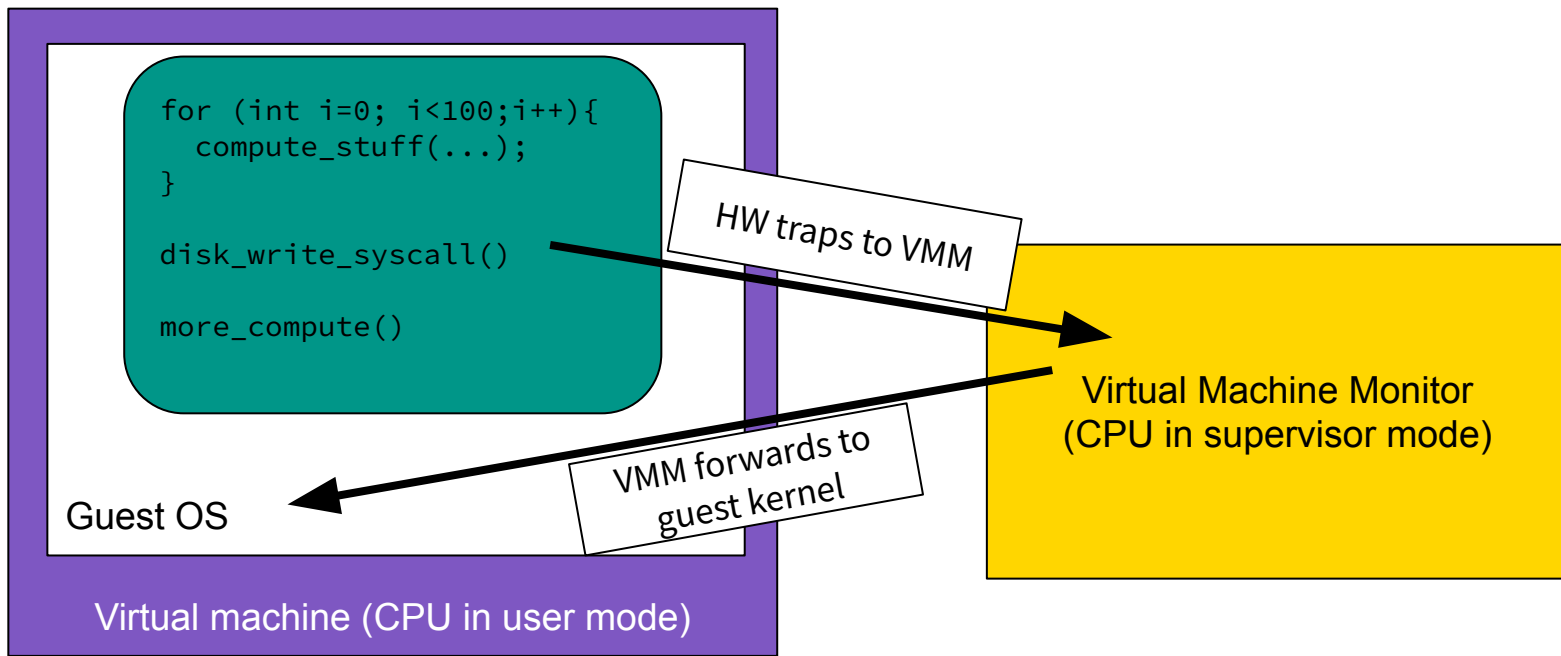 for (int i=0; i<100;i++){
  compute_stuff(...);
}
disk_write_syscall()
more_compute()
HW traps to VMM
Virtual Machine Monitor
(CPU in supervisor mode)
VMM forwards to
guest kernel
Guest OS
Virtual machine (CPU in user mode)